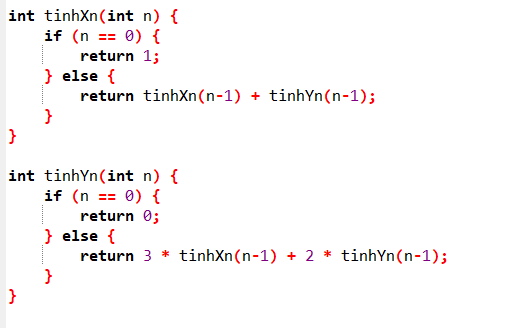 int tinhXn(int n) {
    if (n == 0) {
        return 1;
    } else {
        return tinhXn(n-1) + tinhYn(n-1);
    }
}

int tinhYn(int n) {
    if (n == 0) {
        return 0;
    } else {
        return 3 * tinhXn(n-1) + 2 * tinhYn(n-1);
    }
}